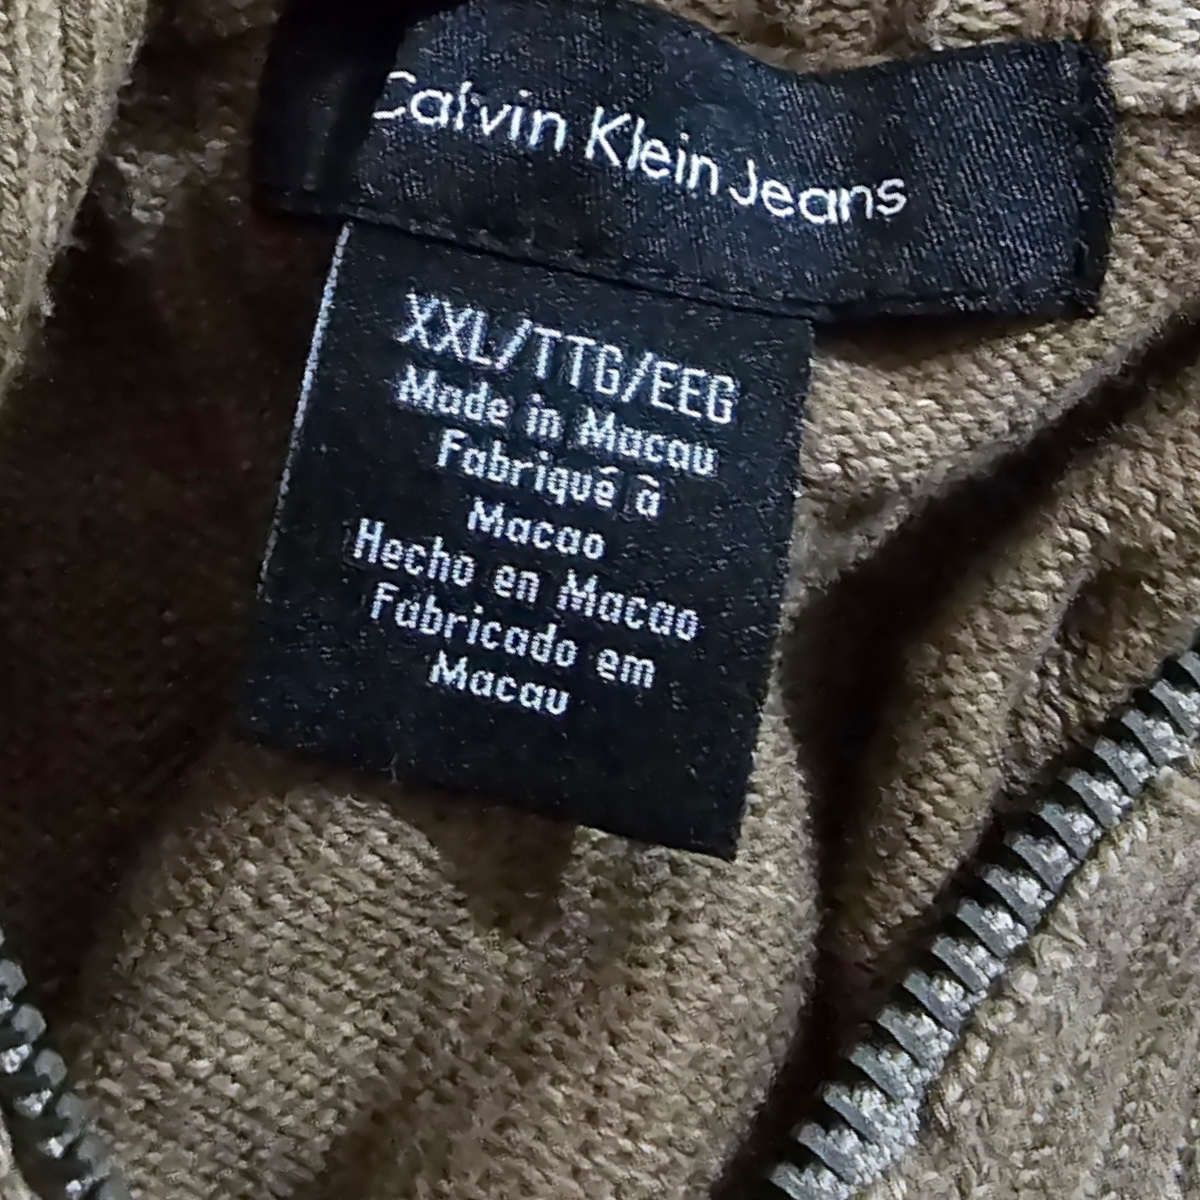 Calvin Klein Jeans
XXL/TTG/EEG
Made in Macau
Fabriqué à
Macao
Hecho en Macao
Fabricado em
Macau